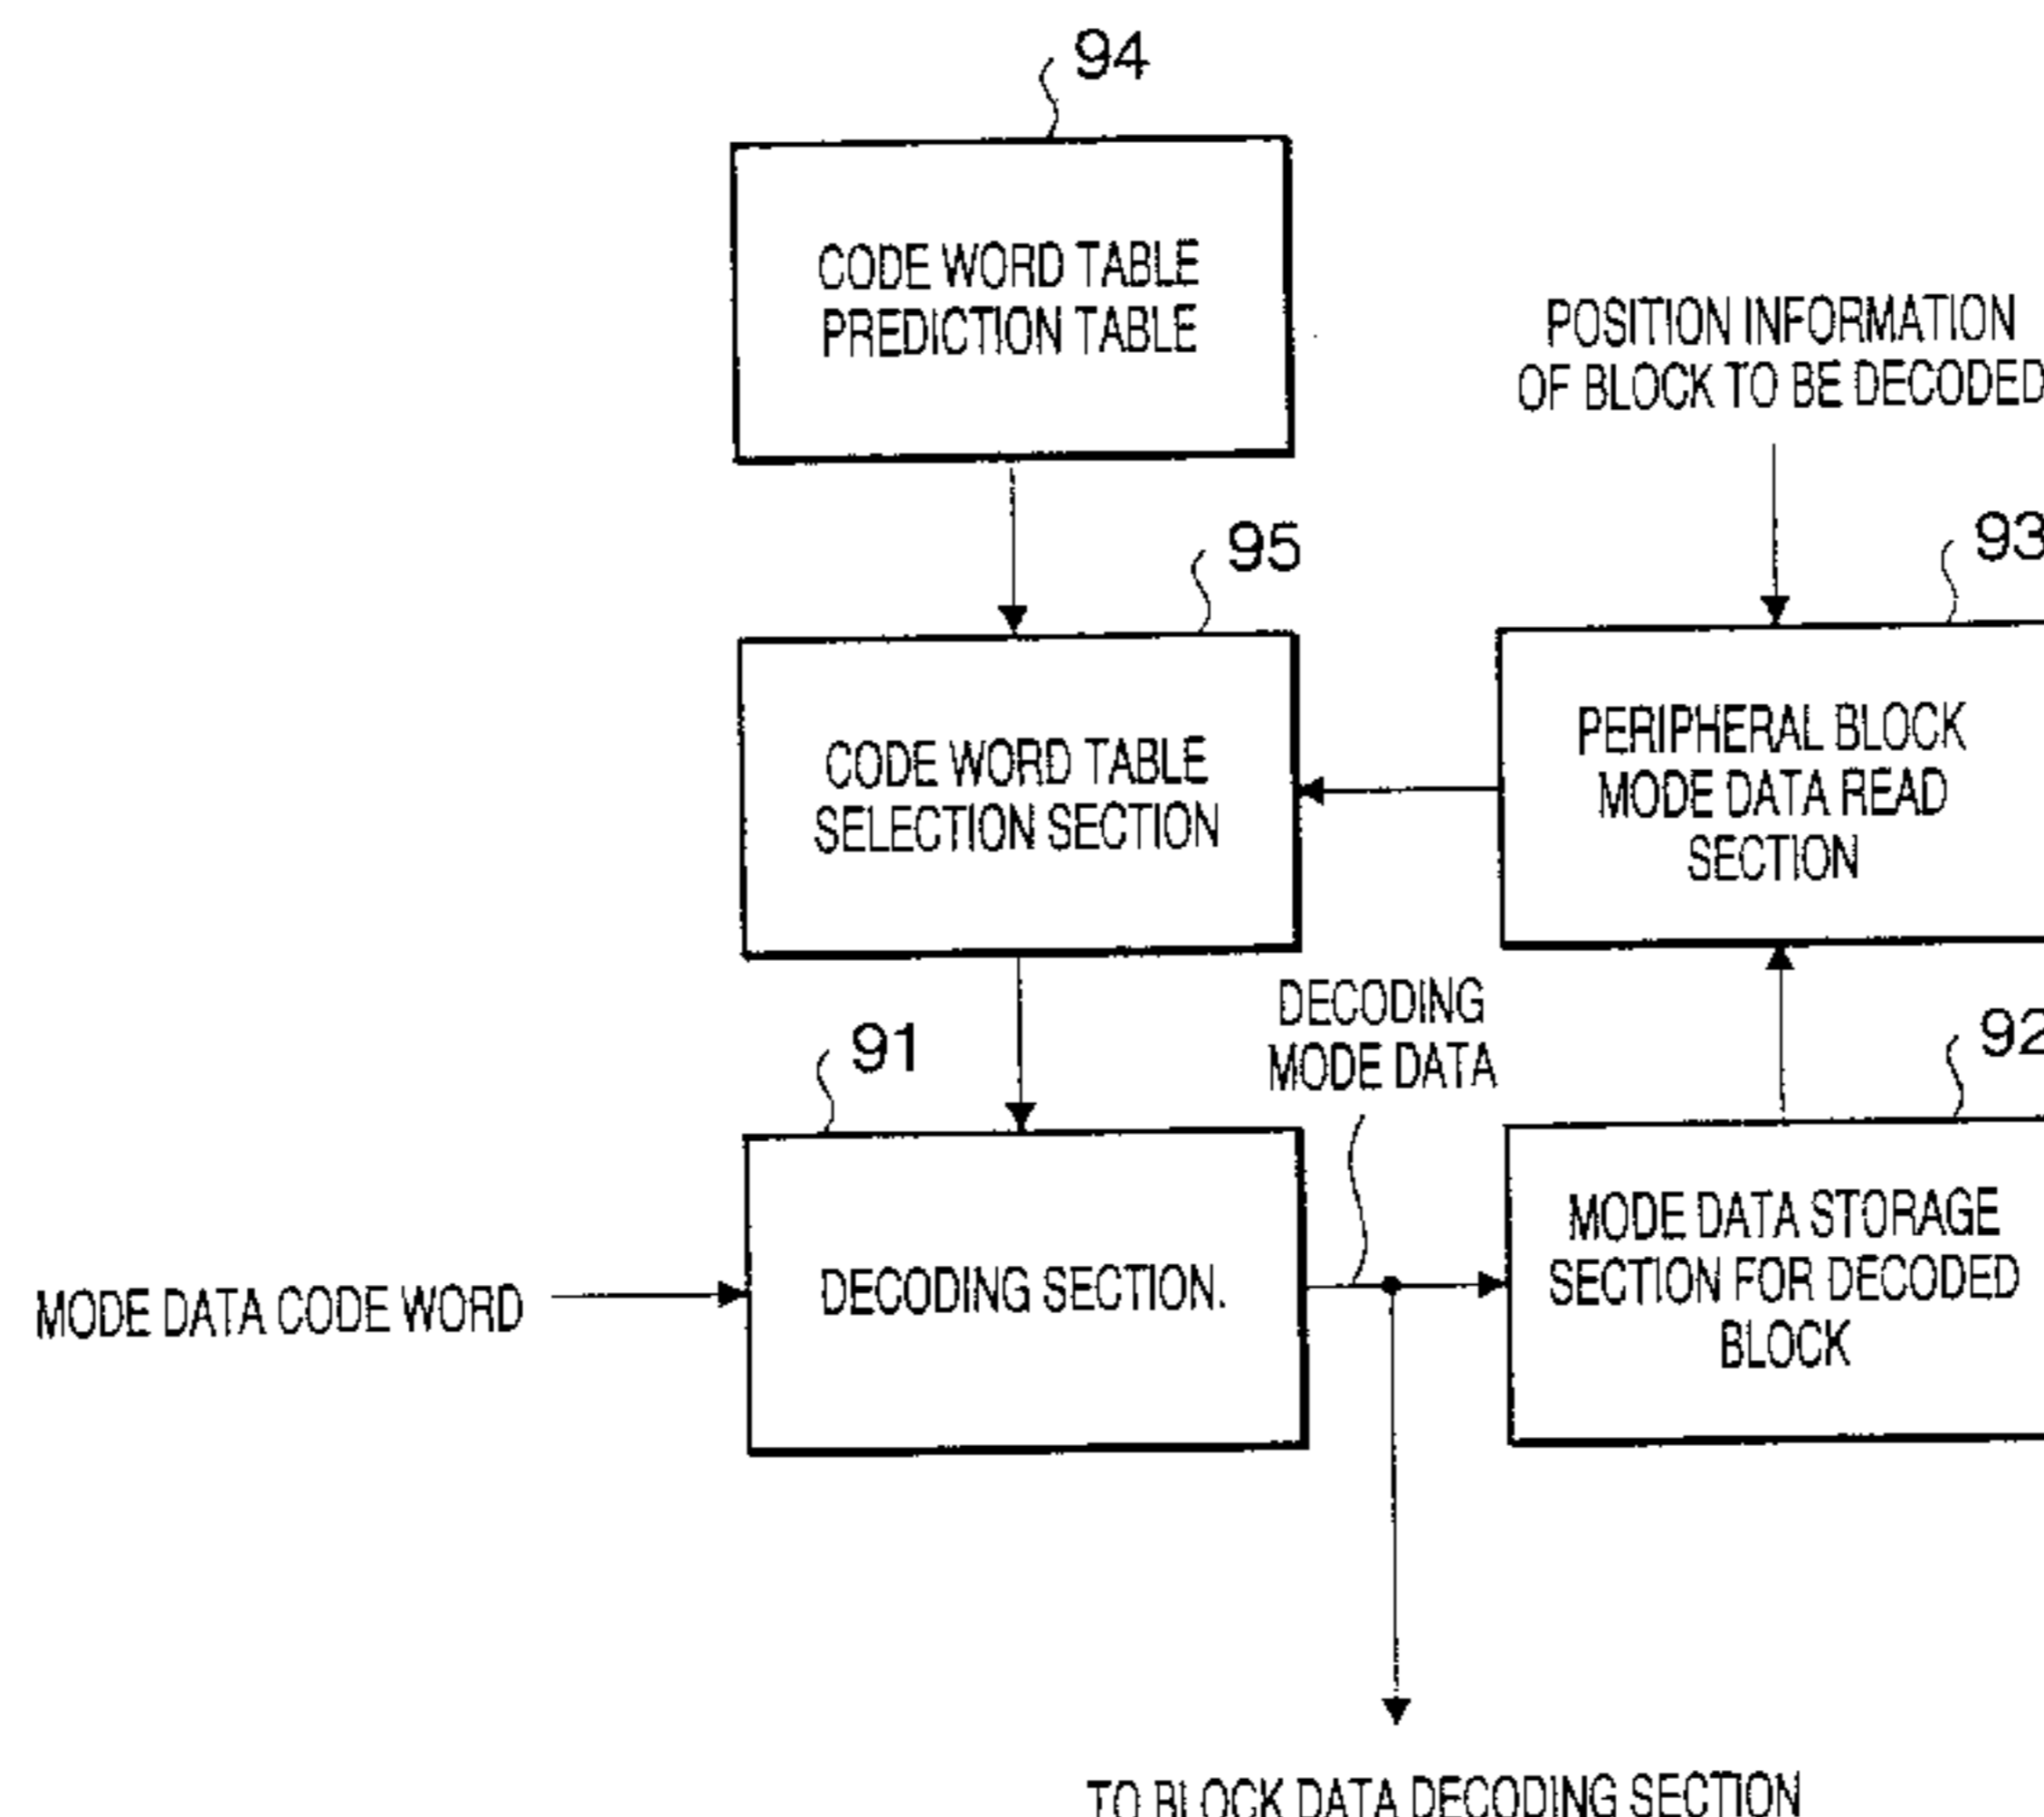 94
CODE WORD TABLE
PREDICTION TABLE
POSITION INFORMATION
OF BLOCK TO BE DECODED
95
93
CODE WORD TABLE
SELECTION SECTION
PERIPHERAL BLOCK
MODE DATA READ
SECTION
DECODING
MODE DATA
91
92
DECODING SECTION.
MODE DATA STORAGE
SECTION FOR DECODED
BLOCK
MODE DATA CODE WORD
TO BLOCK DATA DECODING SECTION